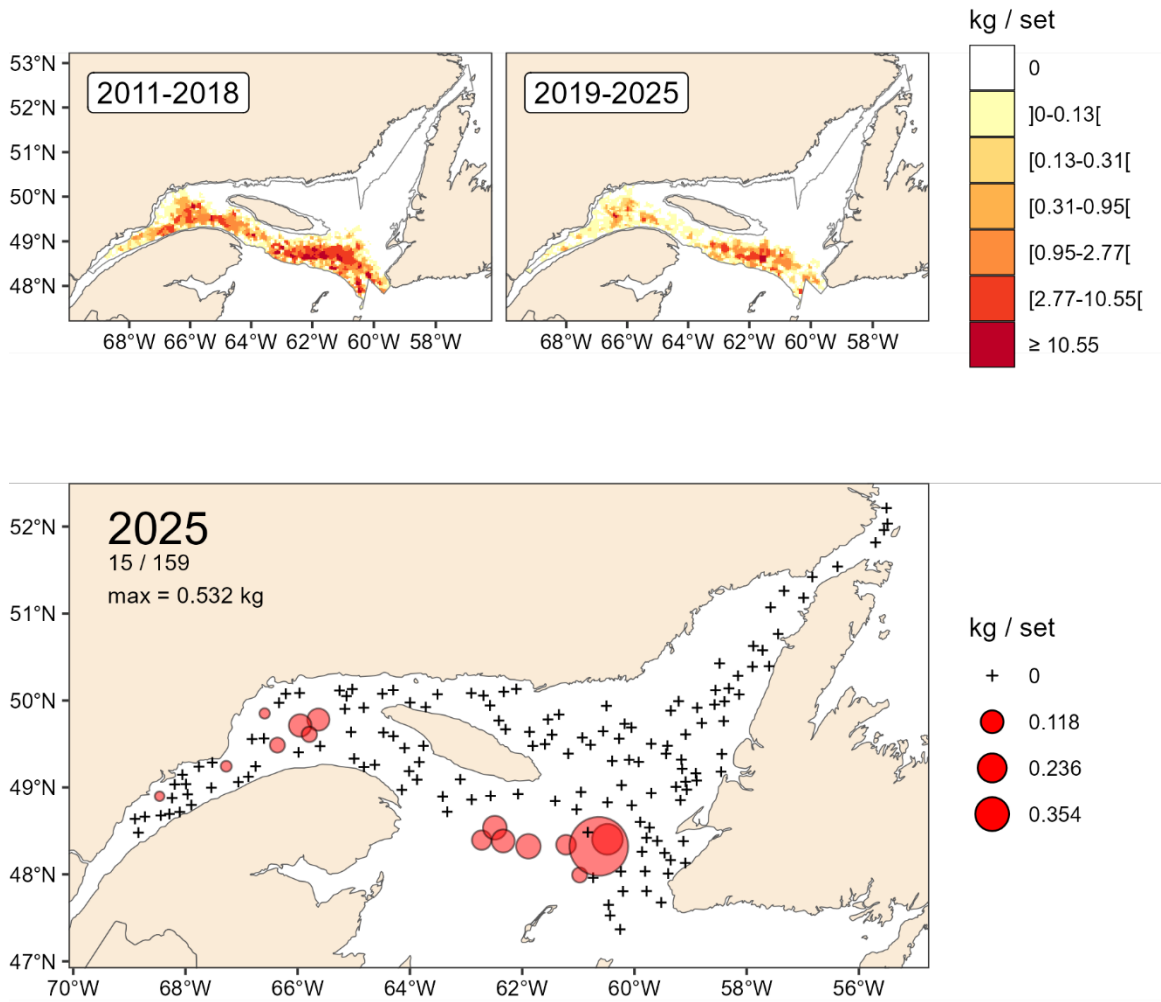 kg / set
0
]0-0.13[
[0.13-0.31[
[0.31-0.95[
[0.95-2.77[
[2.77-10.55[
≥ 10.55
2011-2018
2019-2025
53°N
52°N
51°N
50°N
49°N
48°N
68°W 66°W 64°W 62°W 60°W 58°W
68°W 66°W 64°W 62°W 60°W 58°W
2025
15 / 159
max = 0.532 kg
52°N
51°N
50°N
49°N
48°N
47°N
70°W 68°W 66°W 64°W 62°W 60°W 58°W 56°W
kg / set
0
0.118
0.236
0.354